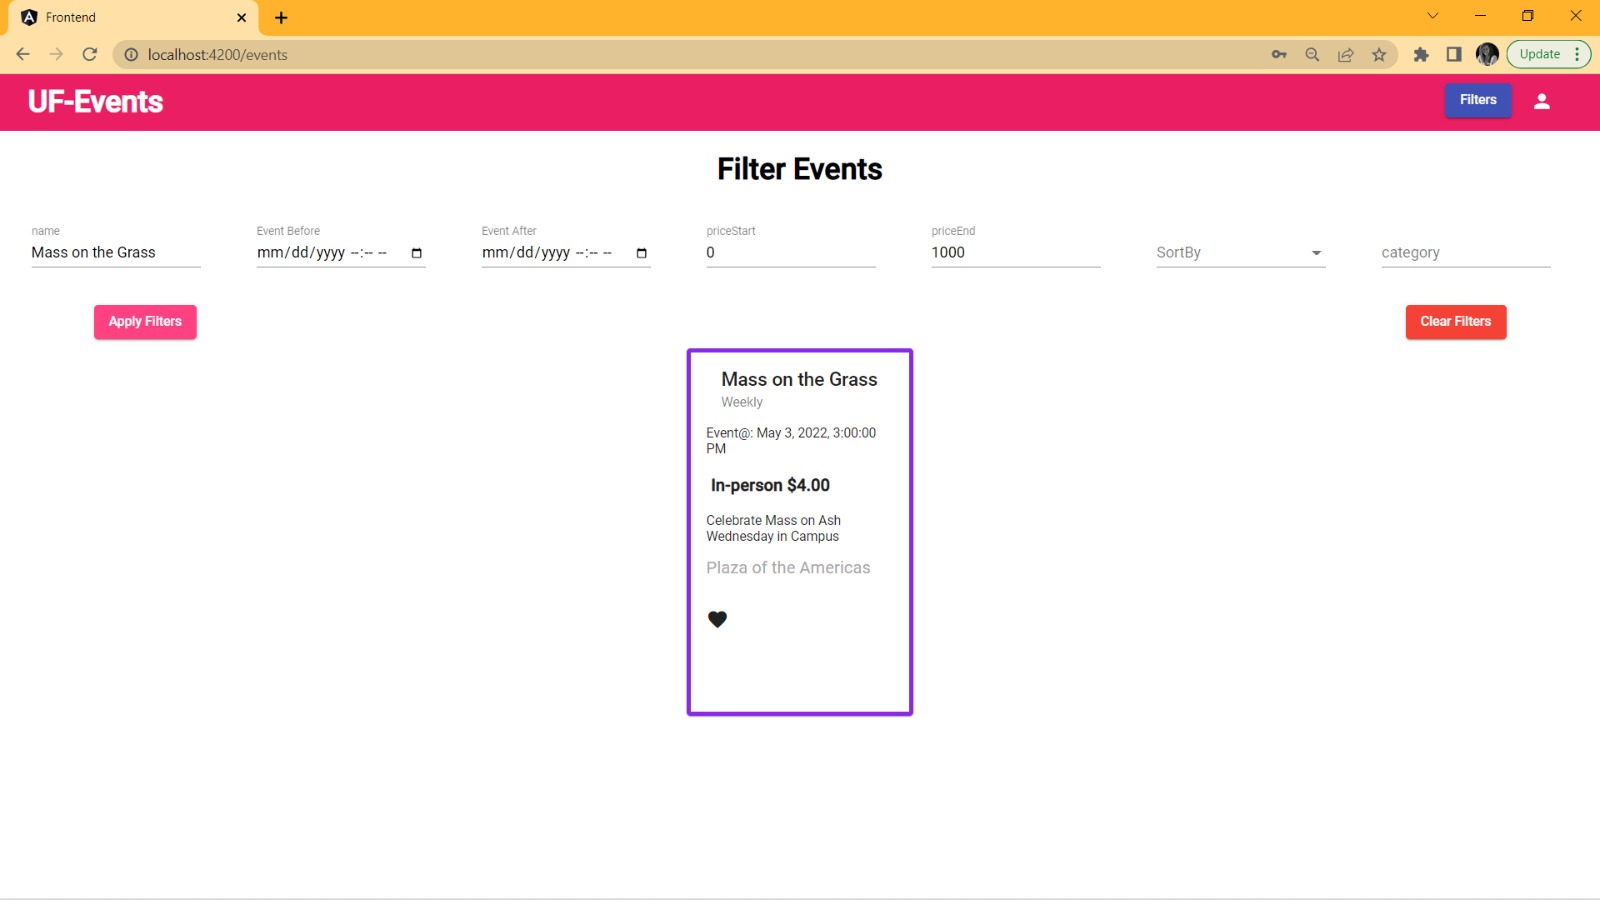 Frontend
localhost:4200/events
Update
UF-Events
Filters
Filter Events
name
Event Before
Event After
priceStart
priceEnd
Mass on the Grass
mm/dd/yyyy --:-- --
mm/dd/yyyy --:-- --
0
1000
SortBy
category
Apply Filters
Clear Filters
Mass on the Grass
Weekly
Event@: May 3, 2022, 3:00:00
PM
In-person $4.00
Celebrate Mass on Ash
Wednesday in Campus
Plaza of the Americas